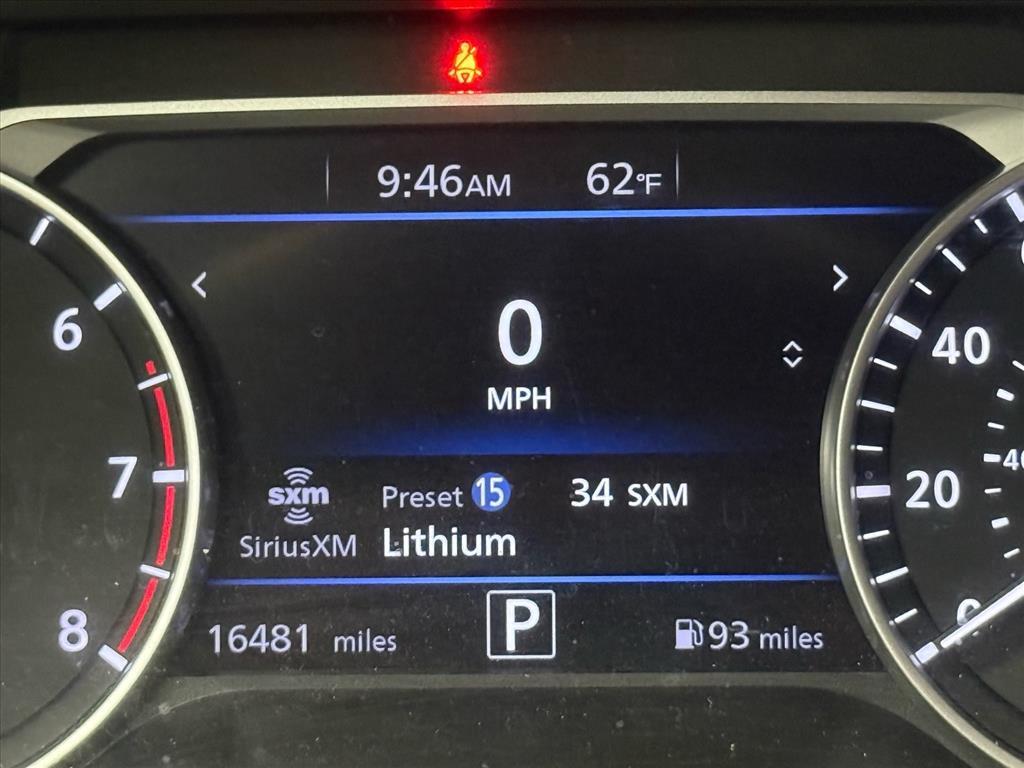 9:46AM 62°F
0
MPH
sxm
SiriusXM
Preset 15 34 SXM
Lithium
16481 miles
P
93 miles
6
7
8
40
20
0